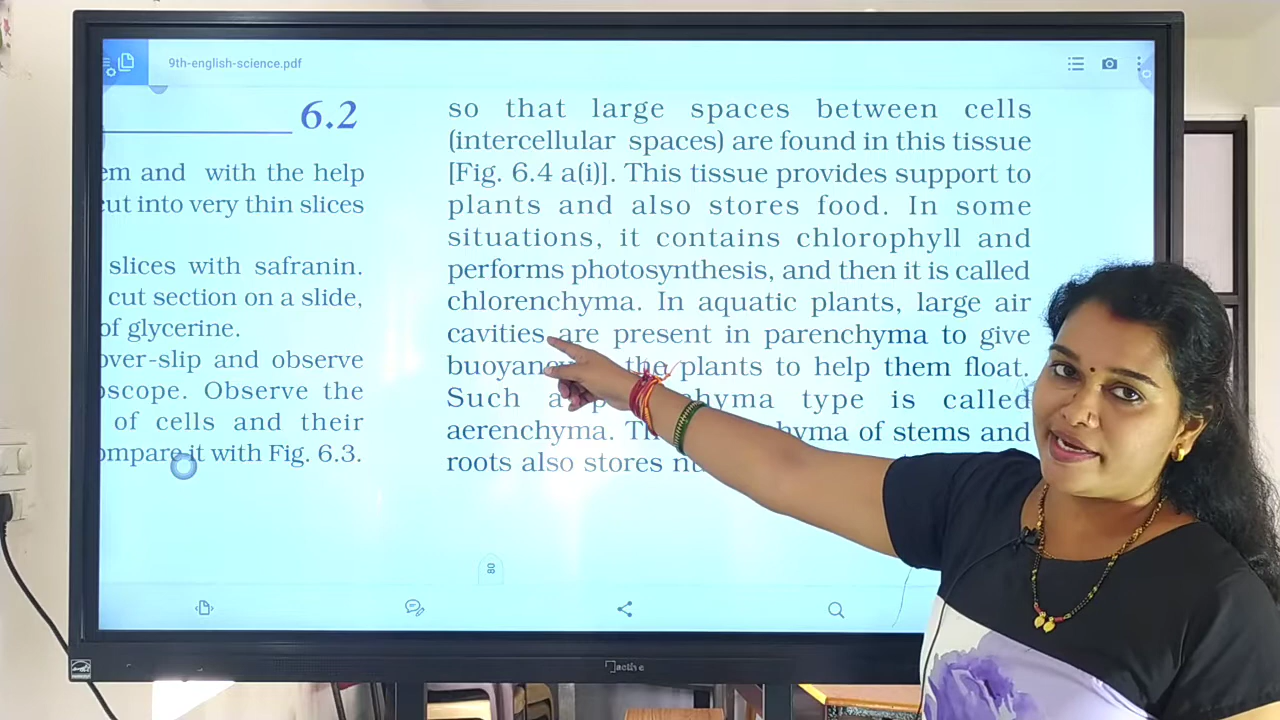 9th-english-science.pdf
6.2
em and with the help
cut into very thin slices
slices with safranin.
cut section on a slide,
of glycerine.
over-slip and observe
oscope. Observe the
of cells and their
ompare it with Fig. 6.3.
so that large spaces between cells
(intercellular spaces) are found in this tissue
[Fig. 6.4 a(i)]. This tissue provides support to
plants and also stores food. In some
situations, it contains chlorophyll and
performs photosynthesis, and then it is called
chlorenchyma. In aquatic plants, large air
cavities are present in parenchyma to give
buoyancy the plants to help them float.
Such a hyma type is called
aerenchyma. Th hyma of stems and
roots also stores nu
80